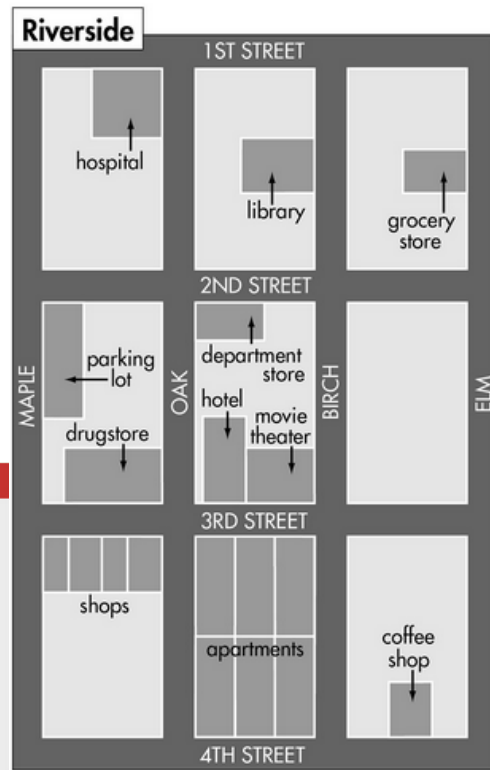 Riverside
1ST STREET
hospital
library
grocery
store
2ND STREET
MAPLE
parking
lot
drugstore
OAK
department
store
hotel
movie
theater
BIRCH
ELM
3RD STREET
shops
apartments
coffee
shop
4TH STREET